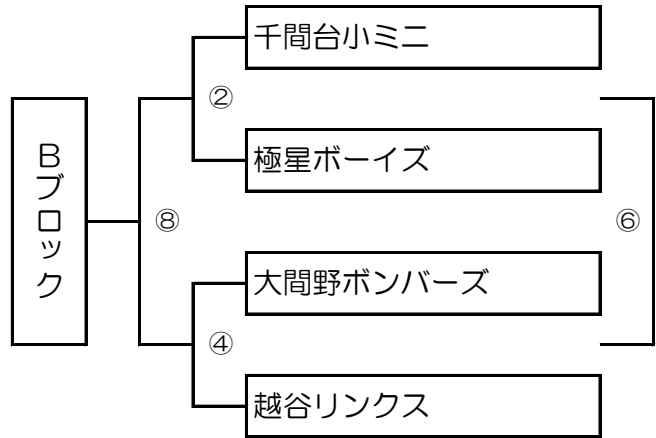 千間台小ミニ
②
極星ボーイズ
Bブロック
⑧
⑥
大間野ボンバーズ
④
越谷リンクス